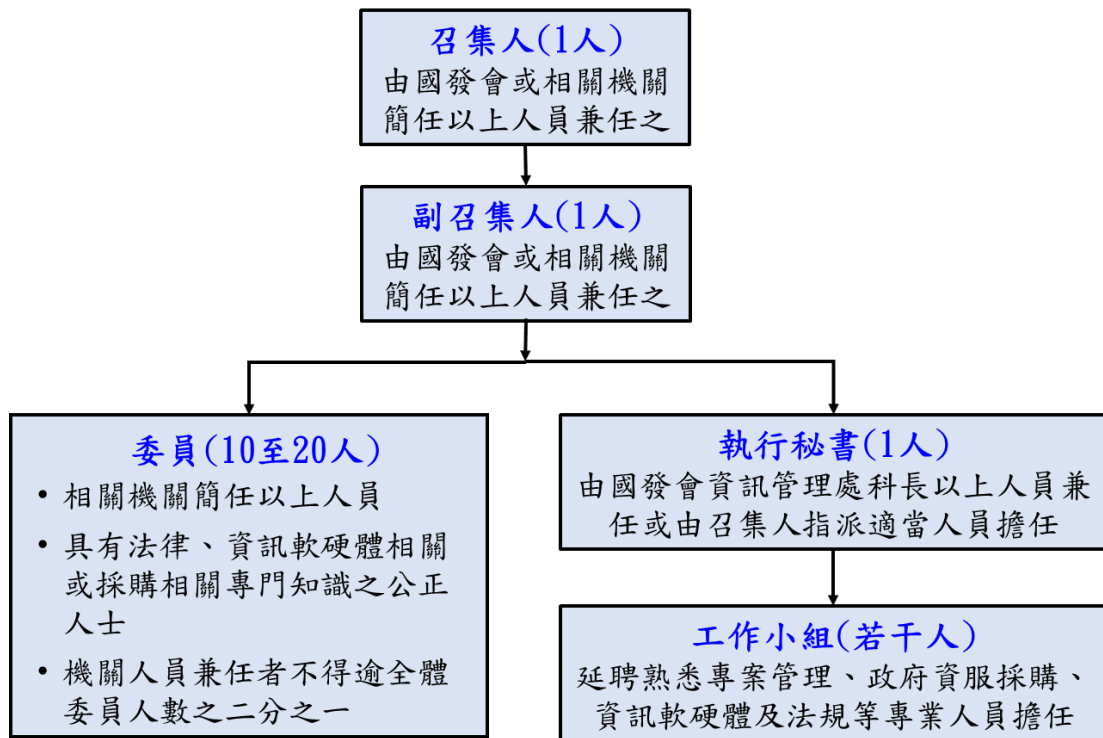 召集人(1人)
由國發會或相關機關
簡任以上人員兼任之
副召集人(1人)
由國發會或相關機關
簡任以上人員兼任之
委員(10至20人)
• 相關機關簡任以上人員
• 具有法律、資訊軟硬體相關
或採購相關專門知識之公正
人士
• 機關人員兼任者不得逾全體
委員人數之二分之一
執行秘書(1人)
由國發會資訊管理處科長以上人員兼
任或由召集人指派適當人員擔任
工作小組(若干人)
延聘熟悉專案管理、政府資服採購、
資訊軟硬體及法規等專業人員擔任